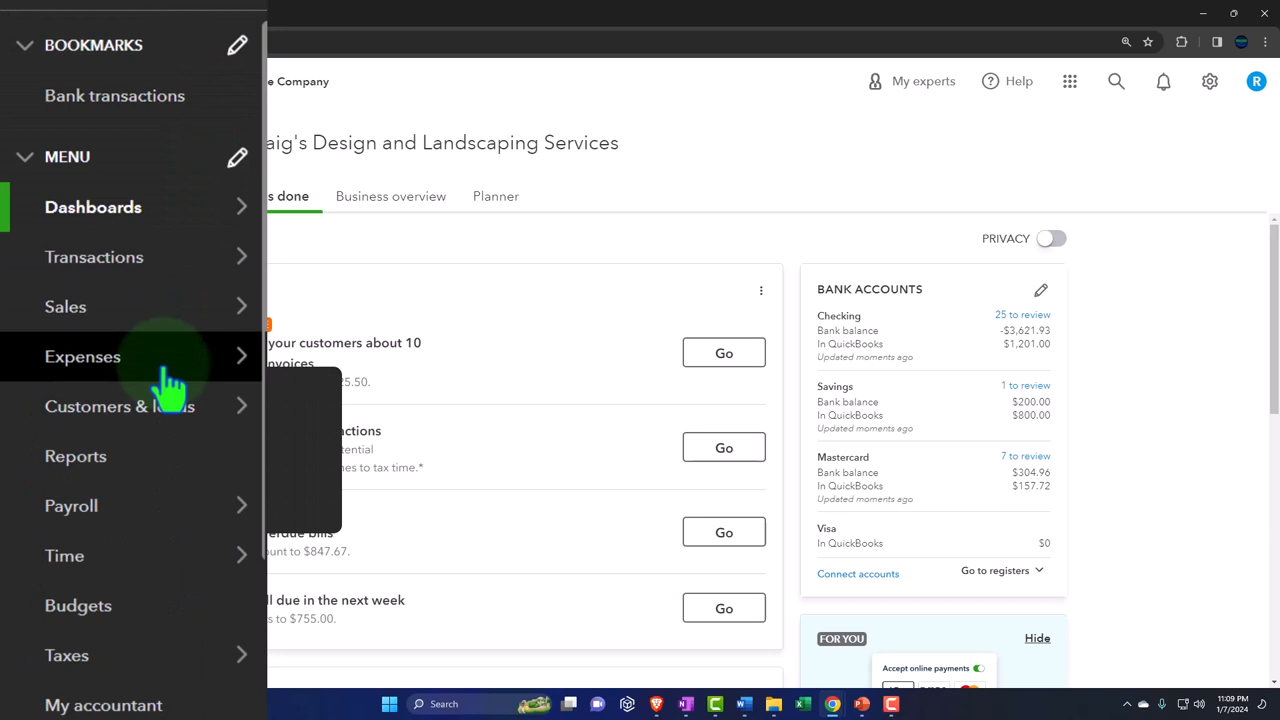 BOOKMARKS
Bank transactions
MENU
Dashboards
Transactions
Sales
Expenses
Customers &
Reports
Payroll
Time
Budgets
Taxes
My accountant
Company
My experts
Help
R
aig's Design and Landscaping Services
s done
Business overview
Planner
PRIVACY
your customers about 10
nvoices
25.50.
Go
nctions
tential
nes to tax time.*
Go
erdue bills
ount to $847.67.
Go
ll due in the next week
s to $755.00.
Go
BANK ACCOUNTS
Checking
25 to review
Bank balance
-$3,621.93
In QuickBooks
$1,201.00
Updated moments ago
Savings
1 to review
Bank balance
$200.00
In QuickBooks
$800.00
Updated moments ago
Mastercard
7 to review
Bank balance
$304.96
In QuickBooks
$157.72
Updated moments ago
Visa
In QuickBooks
$0
Connect accounts
Go to registers
FOR YOU
Hide
Accept online payments
Search
11:09 PM
1/7/2024